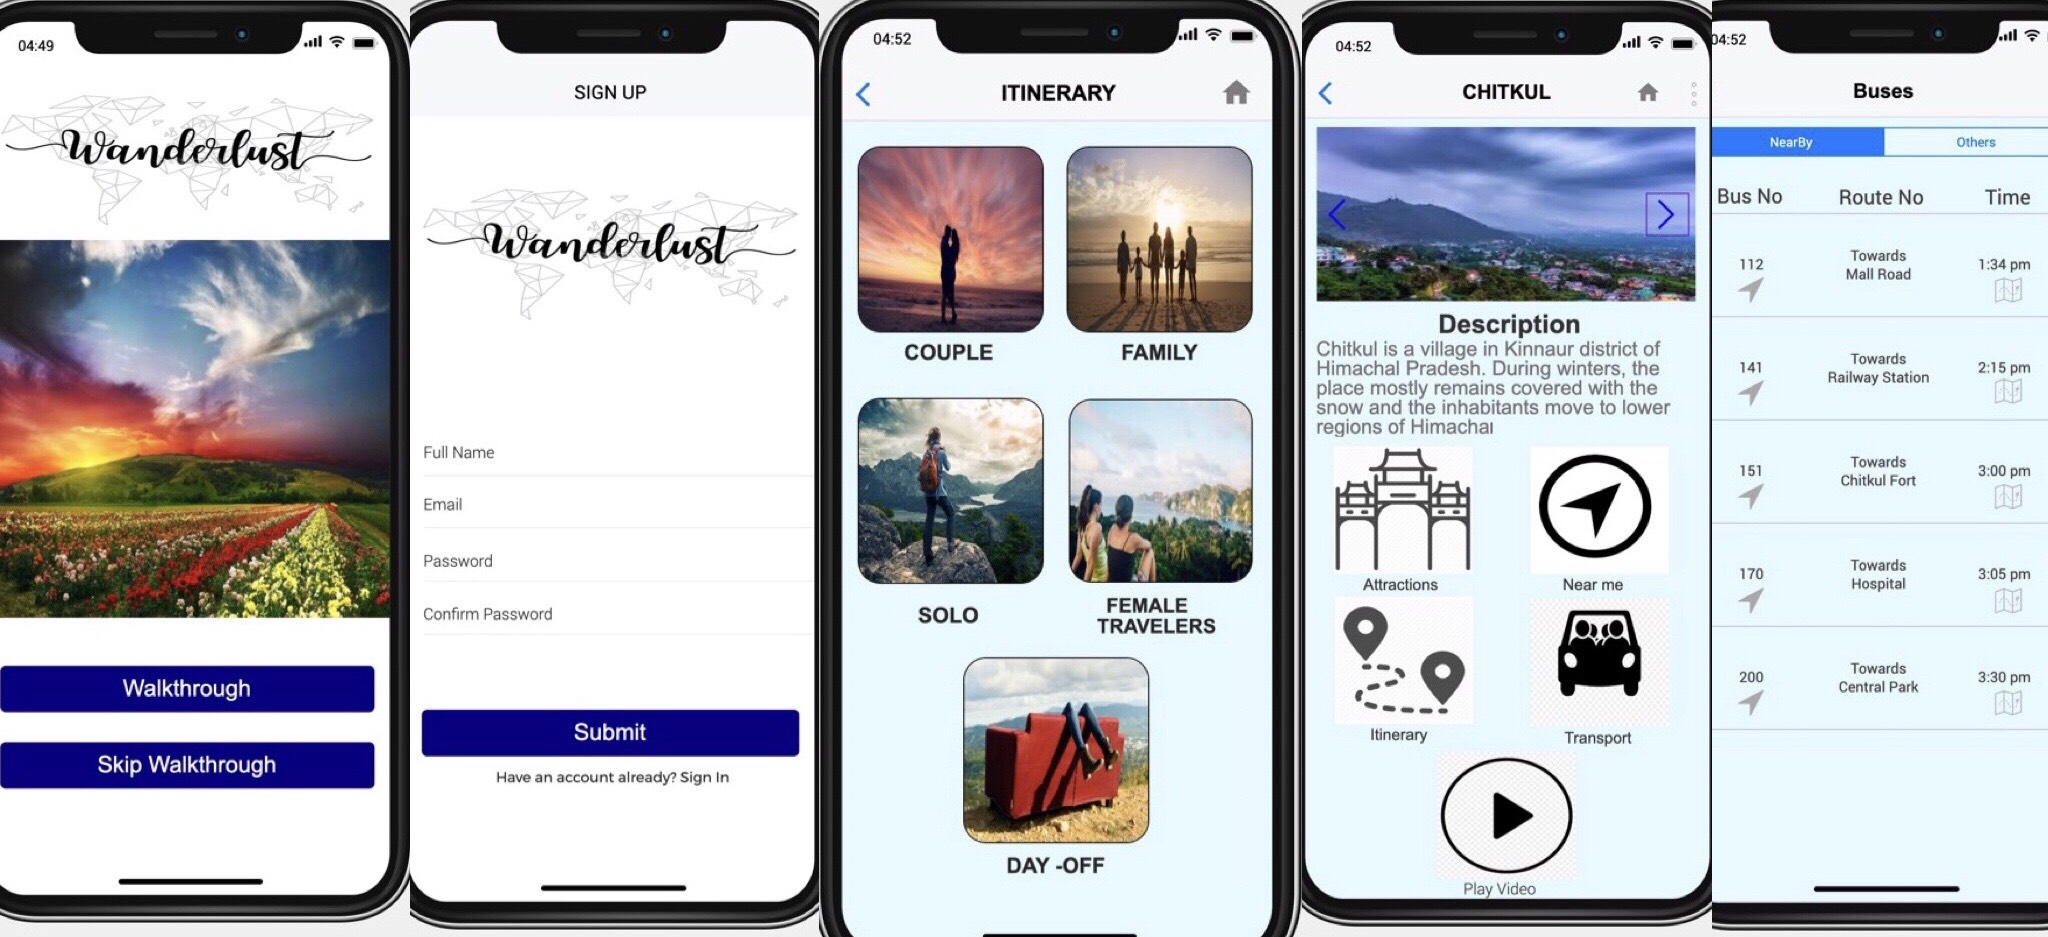 04:49
Wanderlust
Walkthrough
Skip Walkthrough
SIGN UP
Wanderlust
Full Name
Email
Password
Confirm Password
Submit
Have an account already? Sign In
04:52
ITINERARY
COUPLE
FAMILY
SOLO
FEMALE
TRAVELERS
DAY -OFF
04:52
CHITKUL
Description
Chitkul is a village in Kinnaur district of
Himachal Pradesh. During winters, the
place mostly remains covered with the
snow and the inhabitants move to lower
regions of Himachal
Attractions
Near me
Itinerary
Transport
Play Video
04:52
Buses
NearBy
Others
Bus No Route No Time
112 Towards Mall Road 1:34 pm
141 Towards Railway Station 2:15 pm
151 Towards Chitkul Fort 3:00 pm
170 Towards Hospital 3:05 pm
200 Towards Central Park 3:30 pm